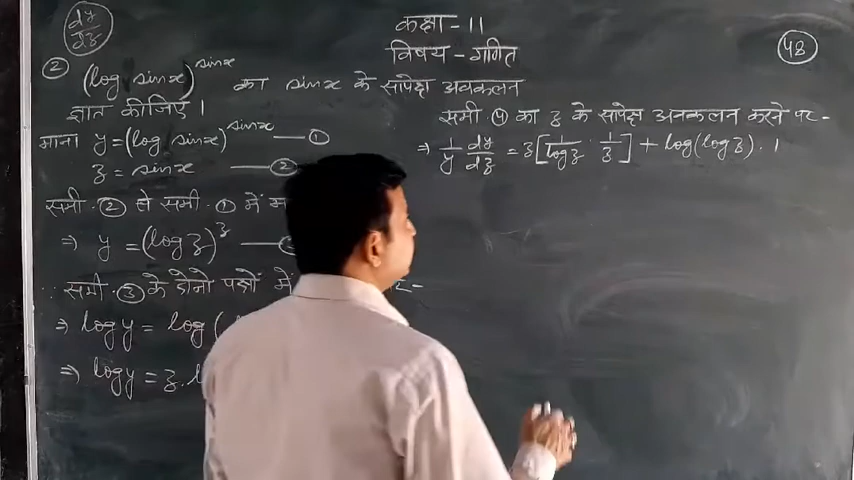 dy/dz
कक्षा - 11
विषय - गणित
48
② (log sinx)^sinx का sinx के सापेक्ष अवकलन
ज्ञात कीजिए ।
माना y = (log sinx)^sinx — ①
z = sinx — ②
समी. ② से समी. ① में
⇒ y = (log z)^z —
∵ समी. ③ के दोनो पक्षों में
⇒ log y = log (
⇒ log y = z.
समी. ④ का z के सापेक्ष अवकलन करने पर -
⇒ 1/y dy/dz = z[1/log z · 1/z] + log(log z) . 1